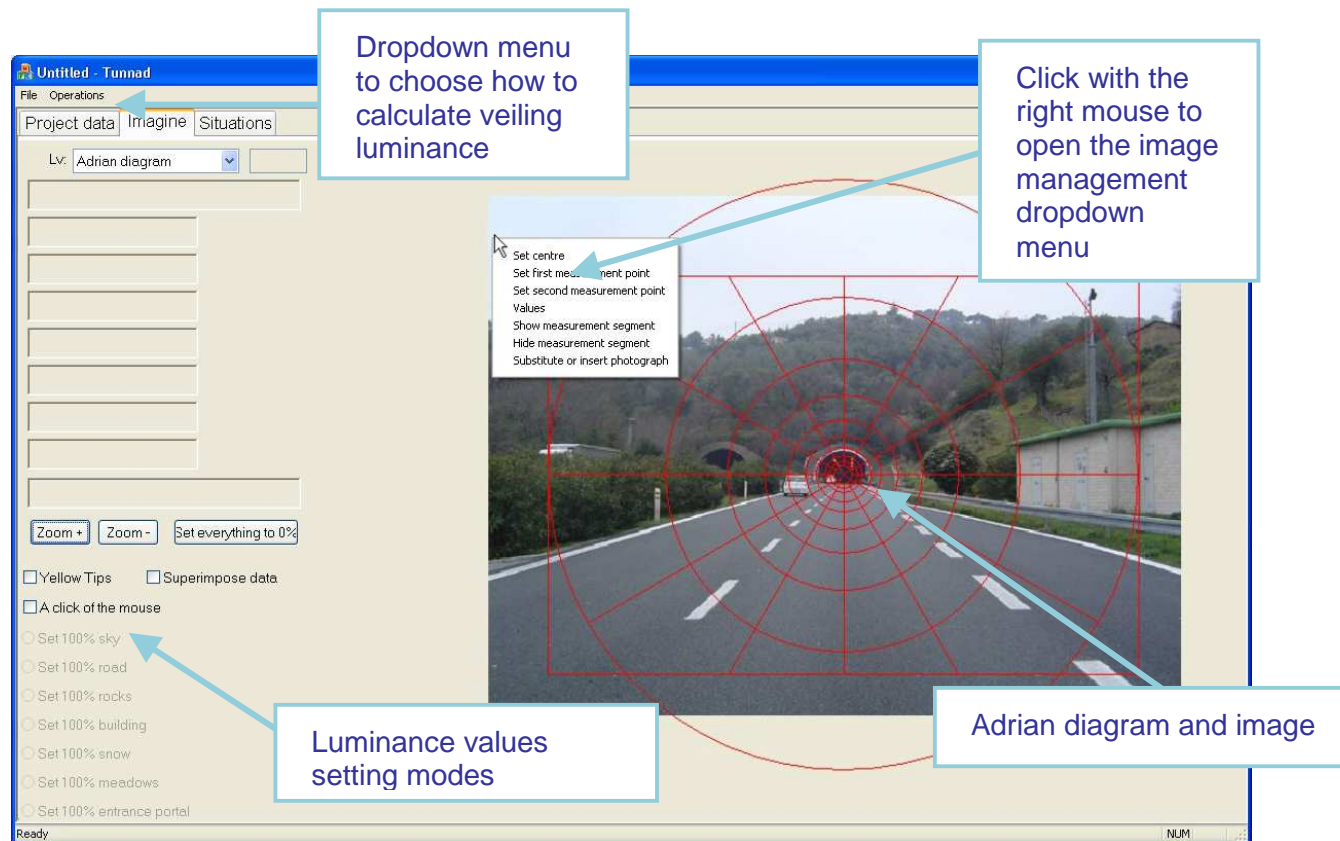 Dropdown menu
to choose how to
calculate veiling
luminance
Click with the
right mouse to
open the image
management
dropdown
menu
Untitled - Tunnad
File Operations
Project data Imagine Situations
Lv: Adrian diagram
Set centre
Set first measurement point
Set second measurement point
Values
Show measurement segment
Hide measurement segment
Substitute or insert photograph
Zoom + Zoom - Set everything to 0%
Yellow Tips Superimpose data
A click of the mouse
Set 100% sky
Set 100% road
Set 100% rocks
Set 100% building
Set 100% snow
Set 100% meadows
Set 100% entrance portal
Luminance values
setting modes
Adrian diagram and image
Ready NUM